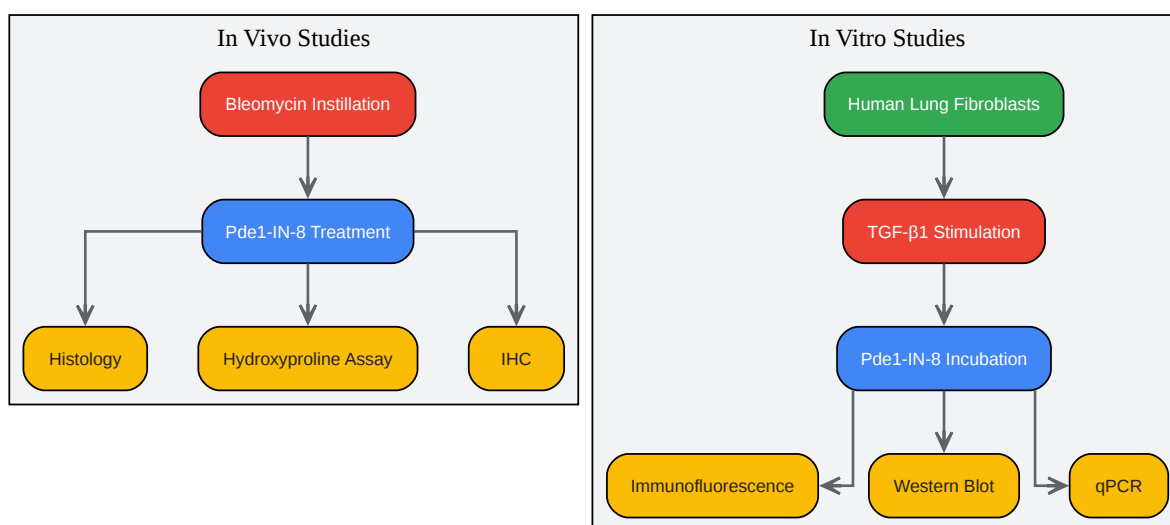 In Vivo Studies
Bleomycin Instillation
Pde1-IN-8 Treatment
Histology
Hydroxyproline Assay
IHC
In Vitro Studies
Human Lung Fibroblasts
TGF-β1 Stimulation
Pde1-IN-8 Incubation
Immunofluorescence
Western Blot
qPCR